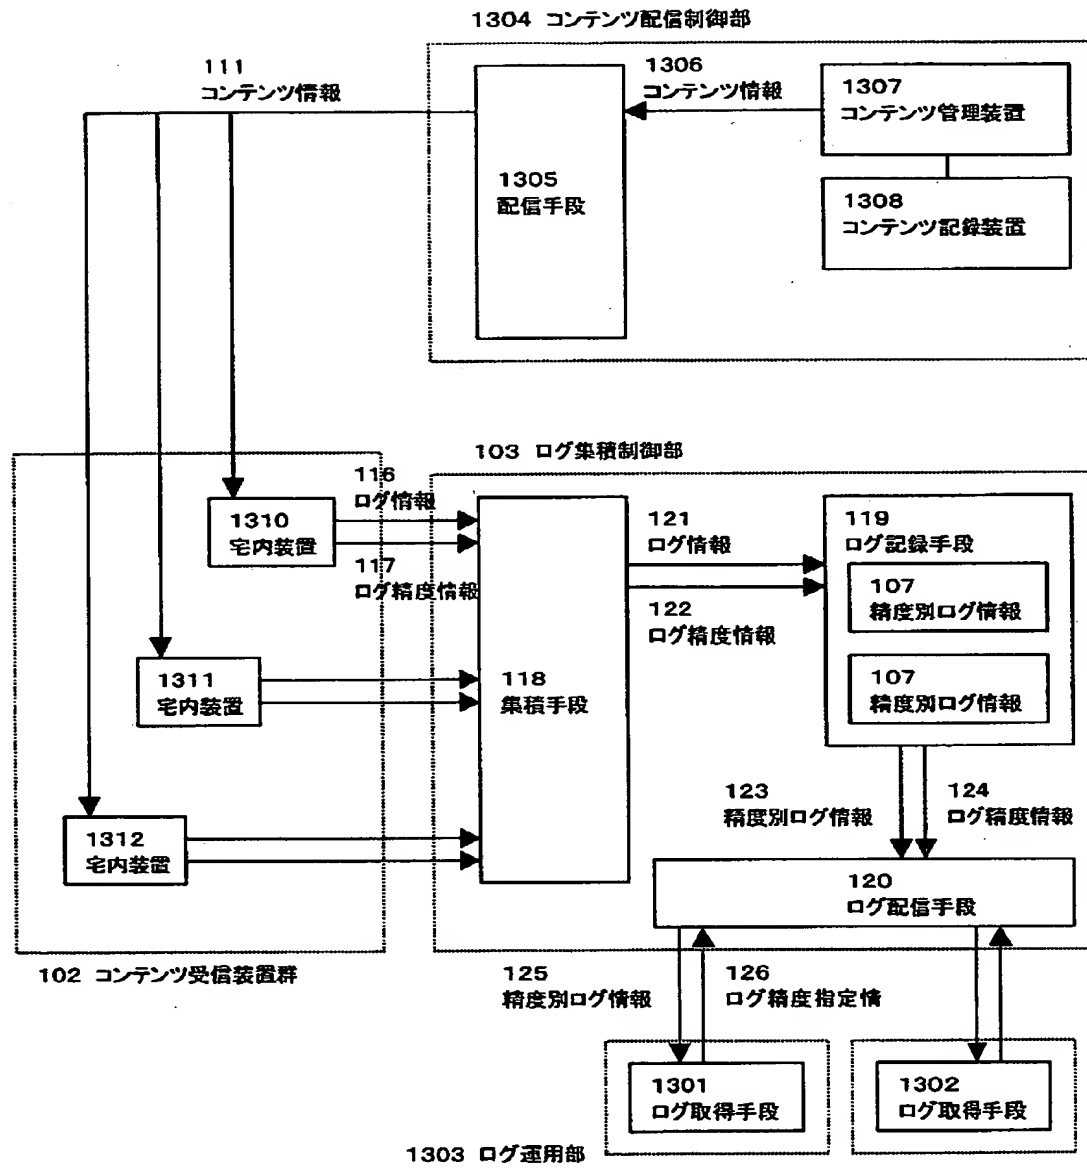 1304 コンテンツ配信制御部
111
コンテンツ情報
1306
コンテンツ情報
1307
コンテンツ管理装置
1305
配信手段
1308
コンテンツ記録装置
103 ログ集積制御部
116
ログ情報
1310
宅内装置
117
ログ精度情報
121
ログ情報
119
ログ記録手段
107
精度別ログ情報
122
ログ精度情報
1311
宅内装置
118
集積手段
107
精度別ログ情報
123
精度別ログ情報
124
ログ精度情報
1312
宅内装置
120
ログ配信手段
102 コンテンツ受信装置群
125
精度別ログ情報
126
ログ精度指定情
1301
ログ取得手段
1302
ログ取得手段
1303 ログ運用部